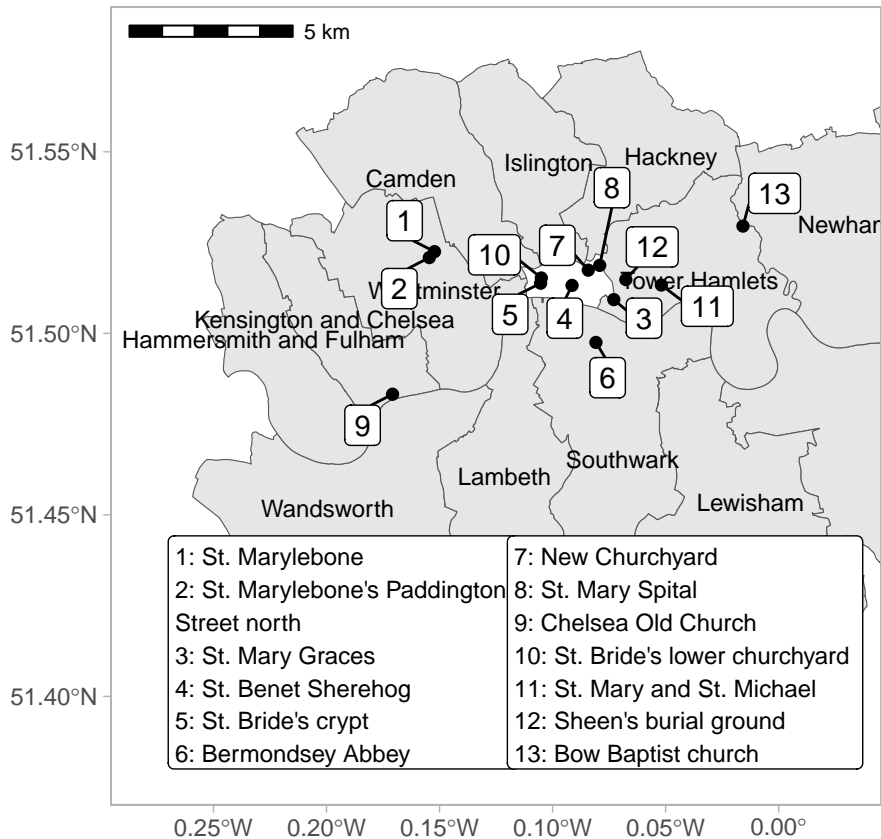 5 km
51.55°N
51.50°N
51.45°N
51.40°N
Hackney
Islington
Camden
8
13
1
Newham
7
12
10
2
Westminster
Tower Hamlets
5
4
3
11
Kensington and Chelsea
Hammersmith and Fulham
6
9
Southwark
Lambeth
Wandsworth
Lewisham
1: St. Marylebone
2: St. Marylebone's Paddington
Street north
3: St. Mary Graces
4: St. Benet Sherehog
5: St. Bride's crypt
6: Bermondsey Abbey
7: New Churchyard
8: St. Mary Spital
9: Chelsea Old Church
10: St. Bride's lower churchyard
11: St. Mary and St. Michael
12: Sheen's burial ground
13: Bow Baptist church
0.25°W
0.20°W
0.15°W
0.10°W
0.05°W
0.00°